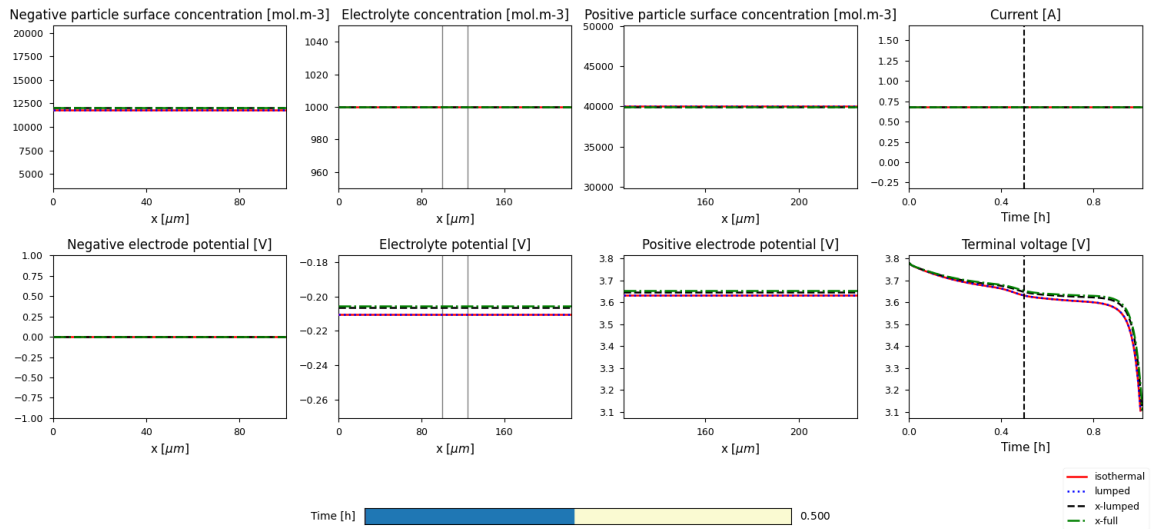 Negative particle surface concentration [mol.m-3]
Electrolyte concentration [mol.m-3]
Positive particle surface concentration [mol.m-3]
Current [A]
20000
17500
15000
12500
10000
7500
5000
0 40 80
x [μm]
1040
1020
1000
980
960
0 80 160
x [μm]
50000
45000
40000
35000
30000
160 200
x [μm]
1.50
1.25
1.00
0.75
0.50
0.25
0.00
−0.25
0.0 0.4 0.8
Time [h]
Negative electrode potential [V]
Electrolyte potential [V]
Positive electrode potential [V]
Terminal voltage [V]
1.00
0.75
0.50
0.25
0.00
−0.25
−0.50
−0.75
−1.00
0 40 80
x [μm]
−0.18
−0.20
−0.22
−0.24
−0.26
0 80 160
x [μm]
3.8
3.7
3.6
3.5
3.4
3.3
3.2
3.1
160 200
x [μm]
3.8
3.7
3.6
3.5
3.4
3.3
3.2
3.1
0.0 0.4 0.8
Time [h]
isothermal
lumped
x-lumped
x-full
Time [h] 0.500